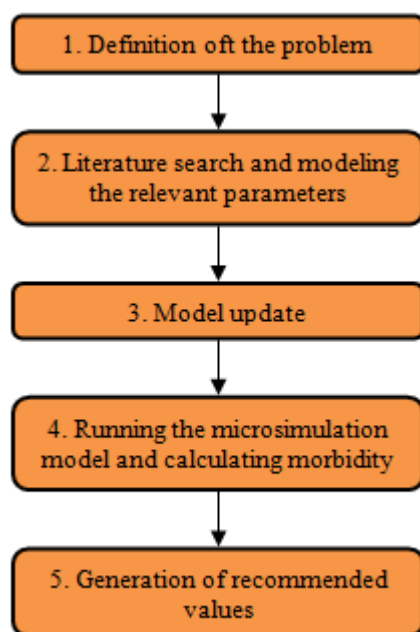 1. Definition oft the problem
2. Literature search and modeling
the relevant parameters
3. Model update
4. Running the microsimulation
model and calculating morbidity
5. Generation of recommended
values